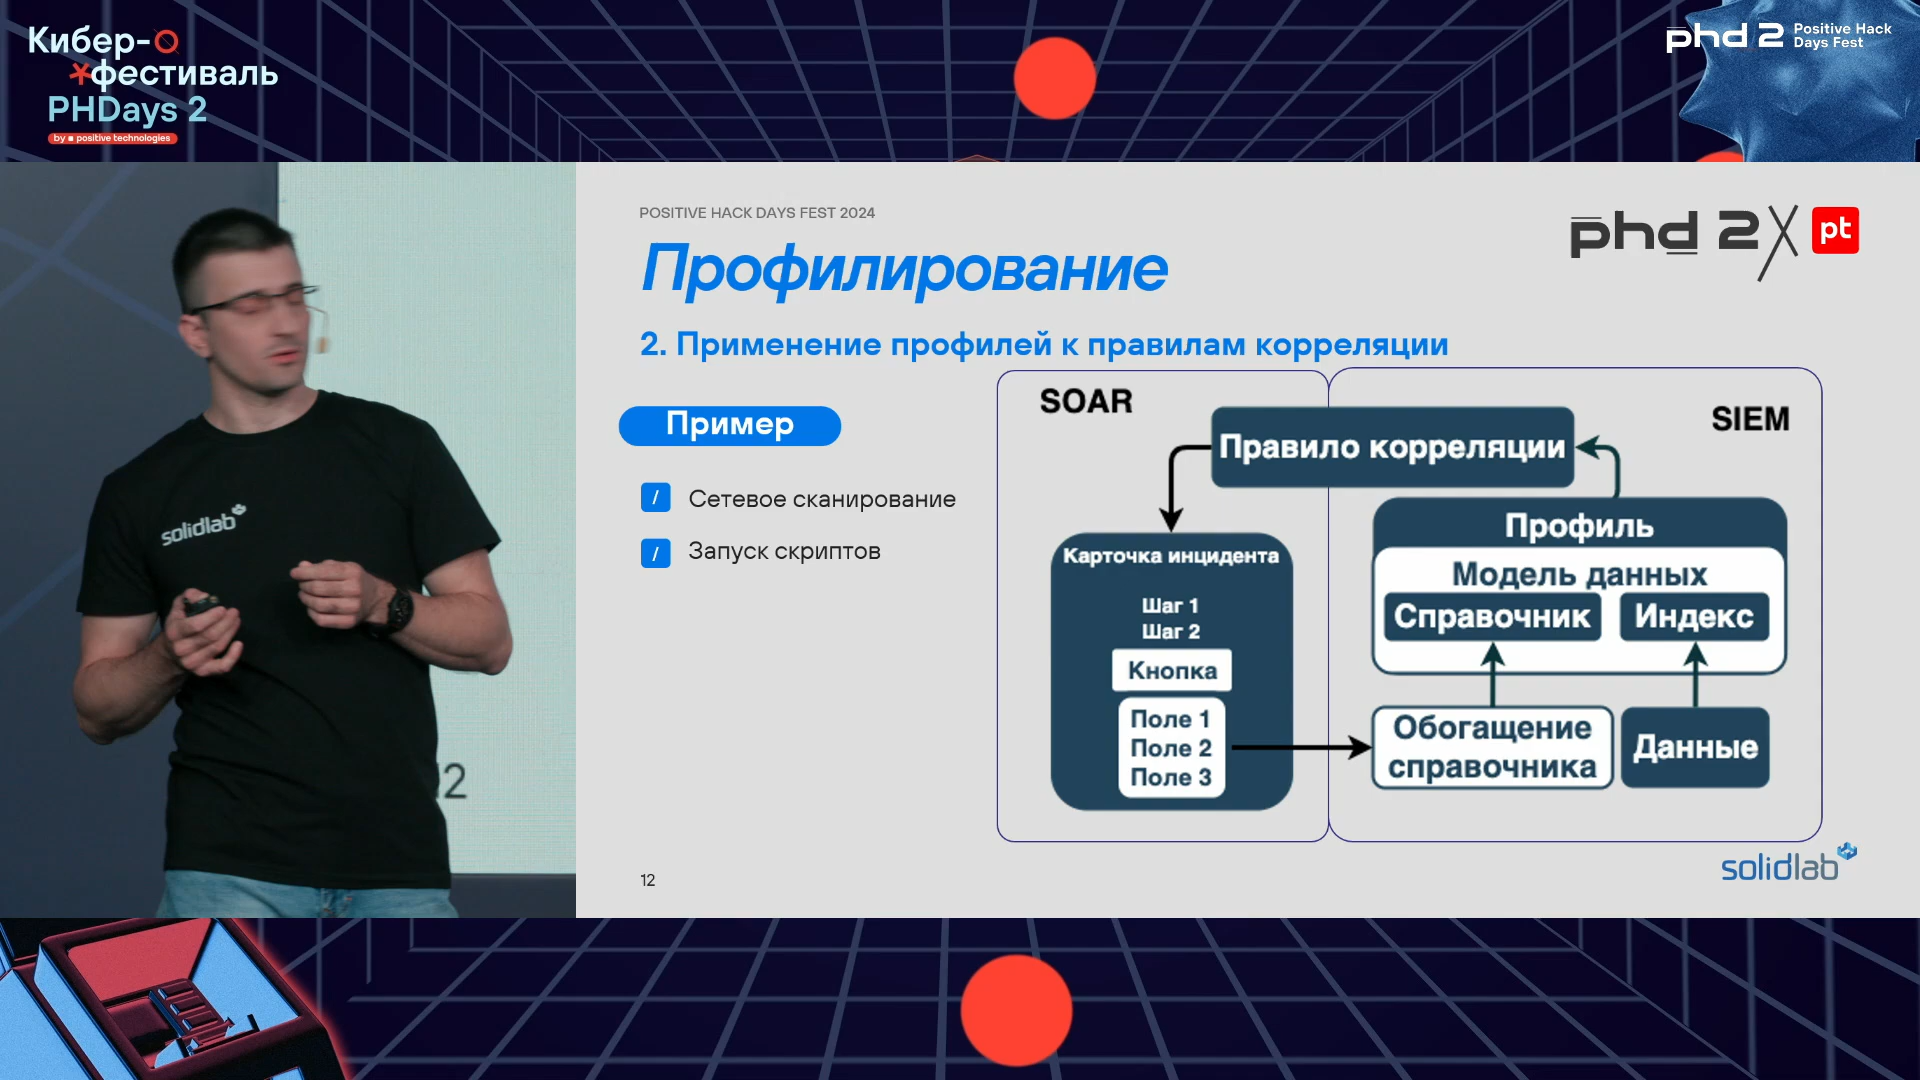 Кибер-
фестиваль
PHDays 2
by positive technologies
phd 2
Positive Hack
Days Fest
solidlab
2
POSITIVE HACK DAYS FEST 2024
phd 2
pt
Профилирование
2. Применение профилей к правилам корреляции
Пример
/ Сетевое сканирование
/ Запуск скриптов
SOAR
SIEM
Правило корреляции
Карточка инцидента
Шаг 1
Шаг 2
Кнопка
Поле 1
Поле 2
Поле 3
Профиль
Модель данных
Справочник
Индекс
Обогащение
справочника
Данные
12
solidlab